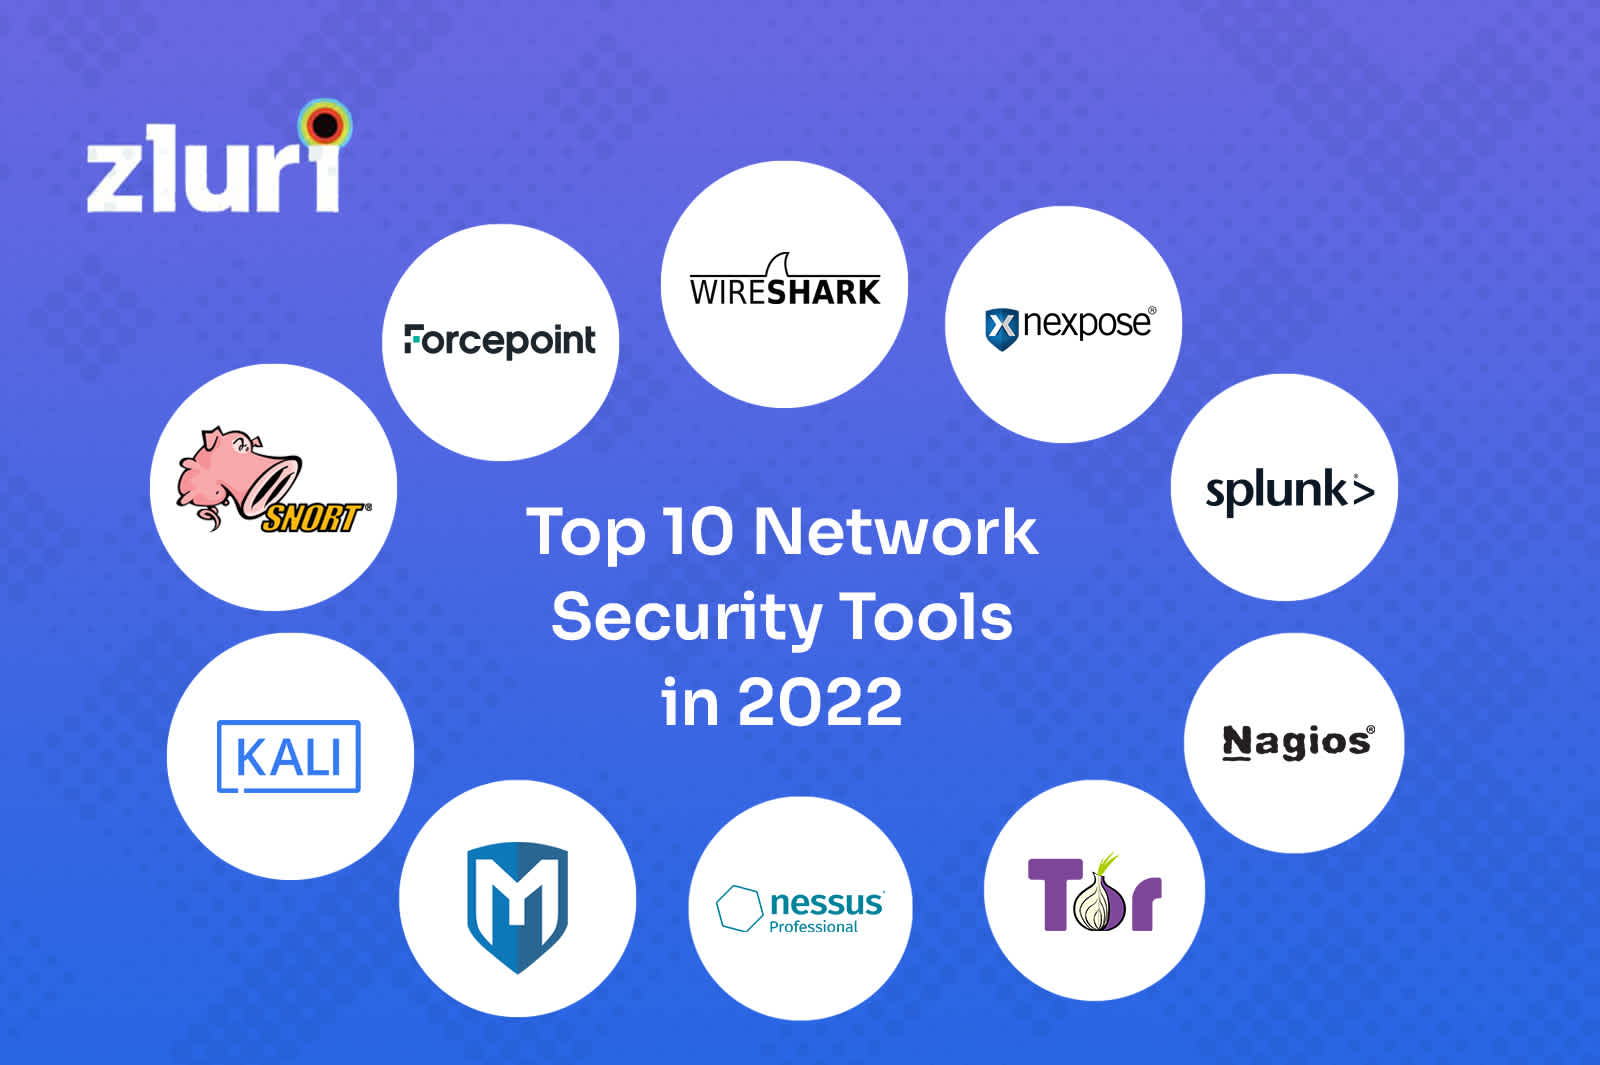 zluri
WIRESHARK
nexpose®
Forcepoint
splunk>®
SNORT®
Top 10 Network
Security Tools
in 2022
KALI
Nagios®
M
nessus®
Professional
Tor